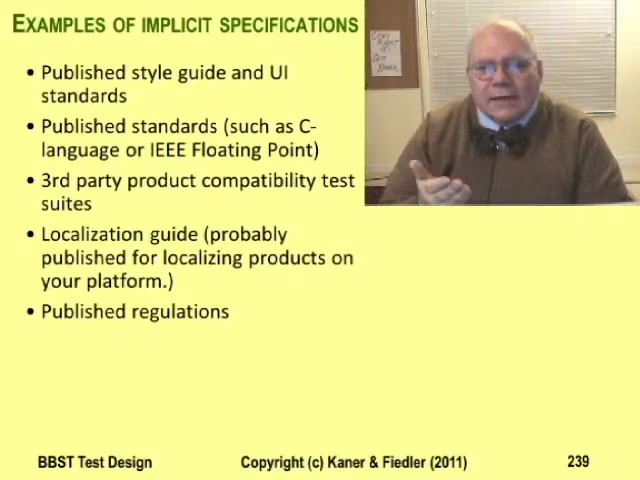 EXAMPLES OF IMPLICIT SPECIFICATIONS
• Published style guide and UI
standards
• Published standards (such as C-
language or IEEE Floating Point)
• 3rd party product compatibility test
suites
• Localization guide (probably
published for localizing products on
your platform.)
• Published regulations
BBST Test Design
Copyright (c) Kaner & Fiedler (2011)
239